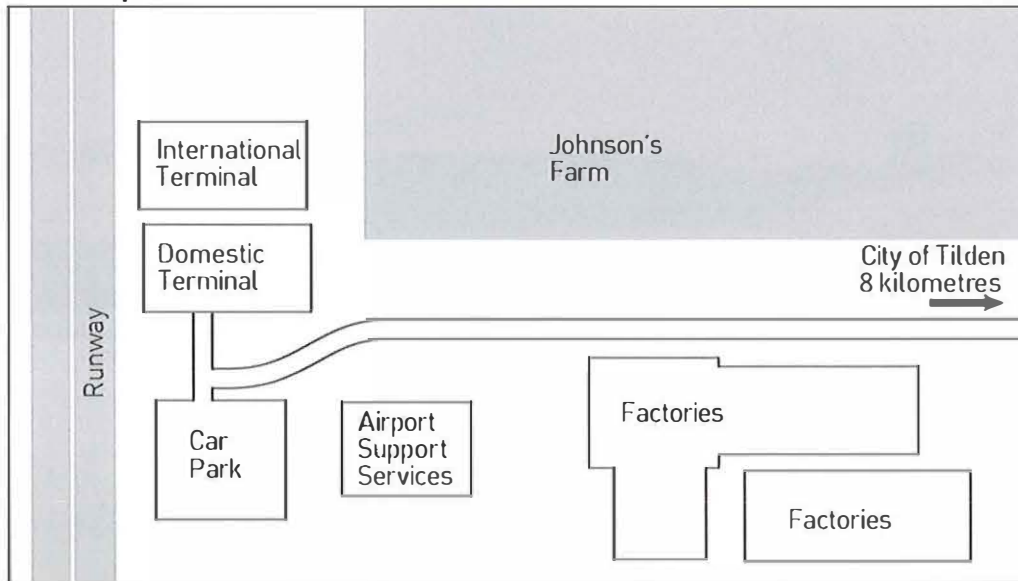 International
Terminal
Johnson's
Farm
Domestic
Terminal
City of Tilden
8 kilometres
Runway
Car
Park
Airport
Support
Services
Factories
Factories